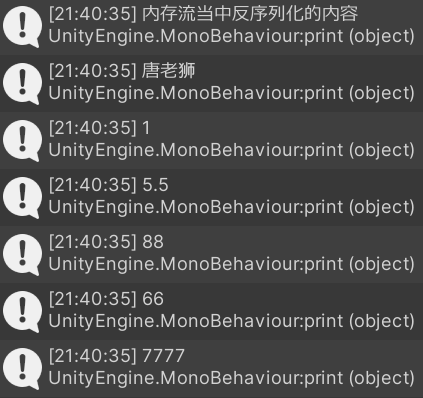 [21:40:35] 内存流当中反序列化的内容
UnityEngine.MonoBehaviour:print (object)
[21:40:35] 唐老狮
UnityEngine.MonoBehaviour:print (object)
[21:40:35] 1
UnityEngine.MonoBehaviour:print (object)
[21:40:35] 5.5
UnityEngine.MonoBehaviour:print (object)
[21:40:35] 88
UnityEngine.MonoBehaviour:print (object)
[21:40:35] 66
UnityEngine.MonoBehaviour:print (object)
[21:40:35] 7777
UnityEngine.MonoBehaviour:print (object)